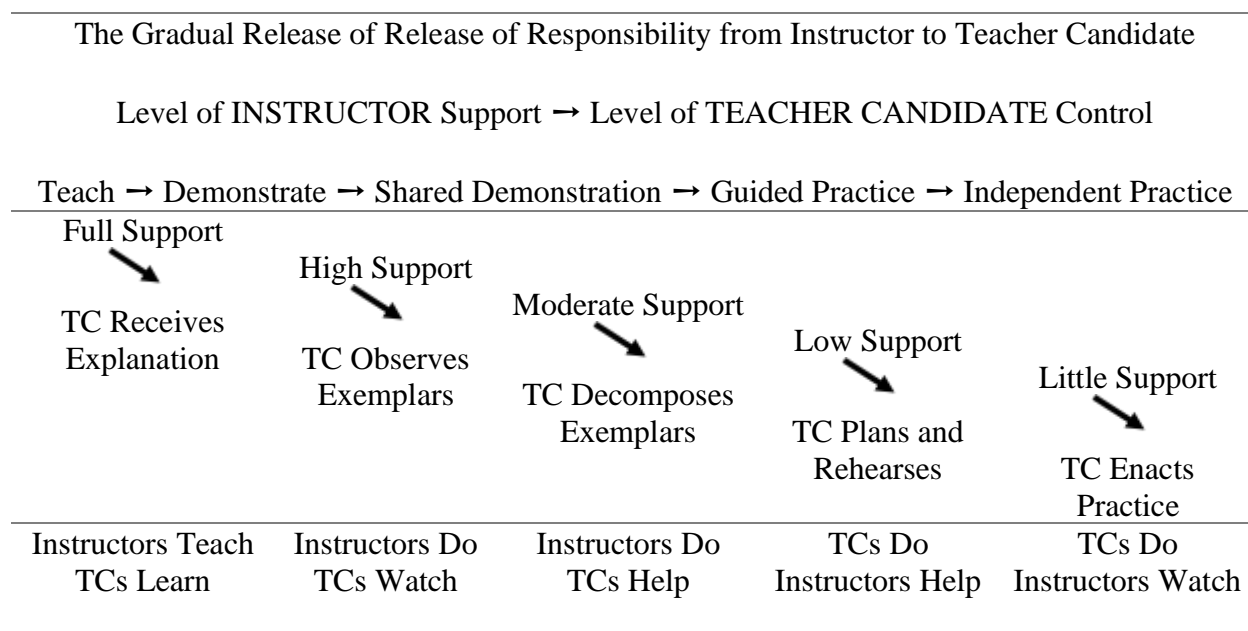 The Gradual Release of Release of Responsibility from Instructor to Teacher Candidate
Level of INSTRUCTOR Support → Level of TEACHER CANDIDATE Control
Teach → Demonstrate → Shared Demonstration → Guided Practice → Independent Practice
Full Support
TC Receives
Explanation
High Support
TC Observes
Exemplars
Moderate Support
TC Decomposes
Exemplars
Low Support
TC Plans and
Rehearses
Little Support
TC Enacts
Practice
Instructors Teach
TCs Learn
Instructors Do
TCs Watch
Instructors Do
TCs Help
TCs Do
Instructors Help
TCs Do
Instructors Watch